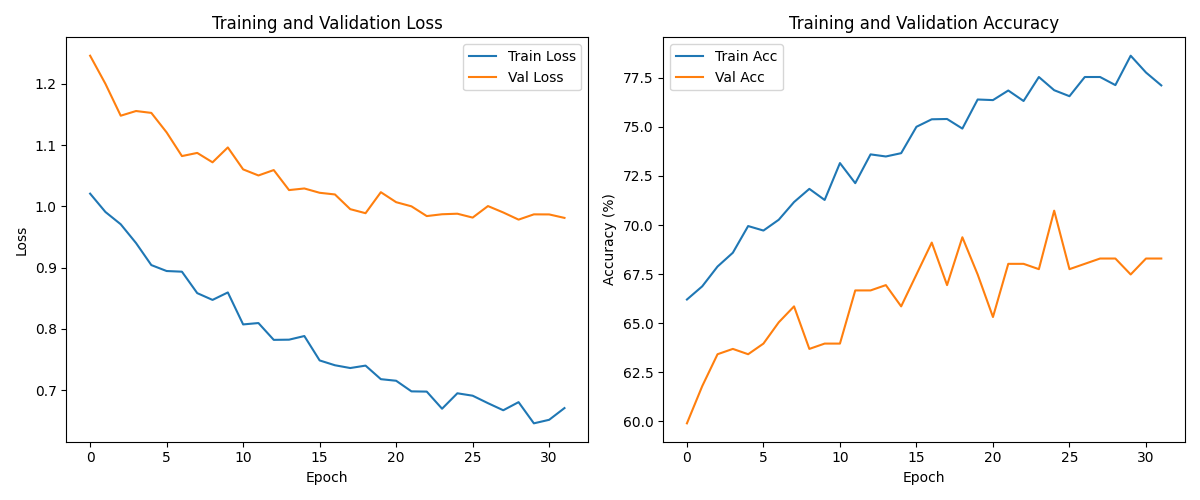 Training and Validation Loss
Train Loss
Val Loss
1.2
1.1
1.0
0.9
0.8
0.7
Loss
0 5 10 15 20 25 30
Epoch
Training and Validation Accuracy
Train Acc
Val Acc
77.5
75.0
72.5
70.0
67.5
65.0
62.5
60.0
Accuracy (%)
0 5 10 15 20 25 30
Epoch